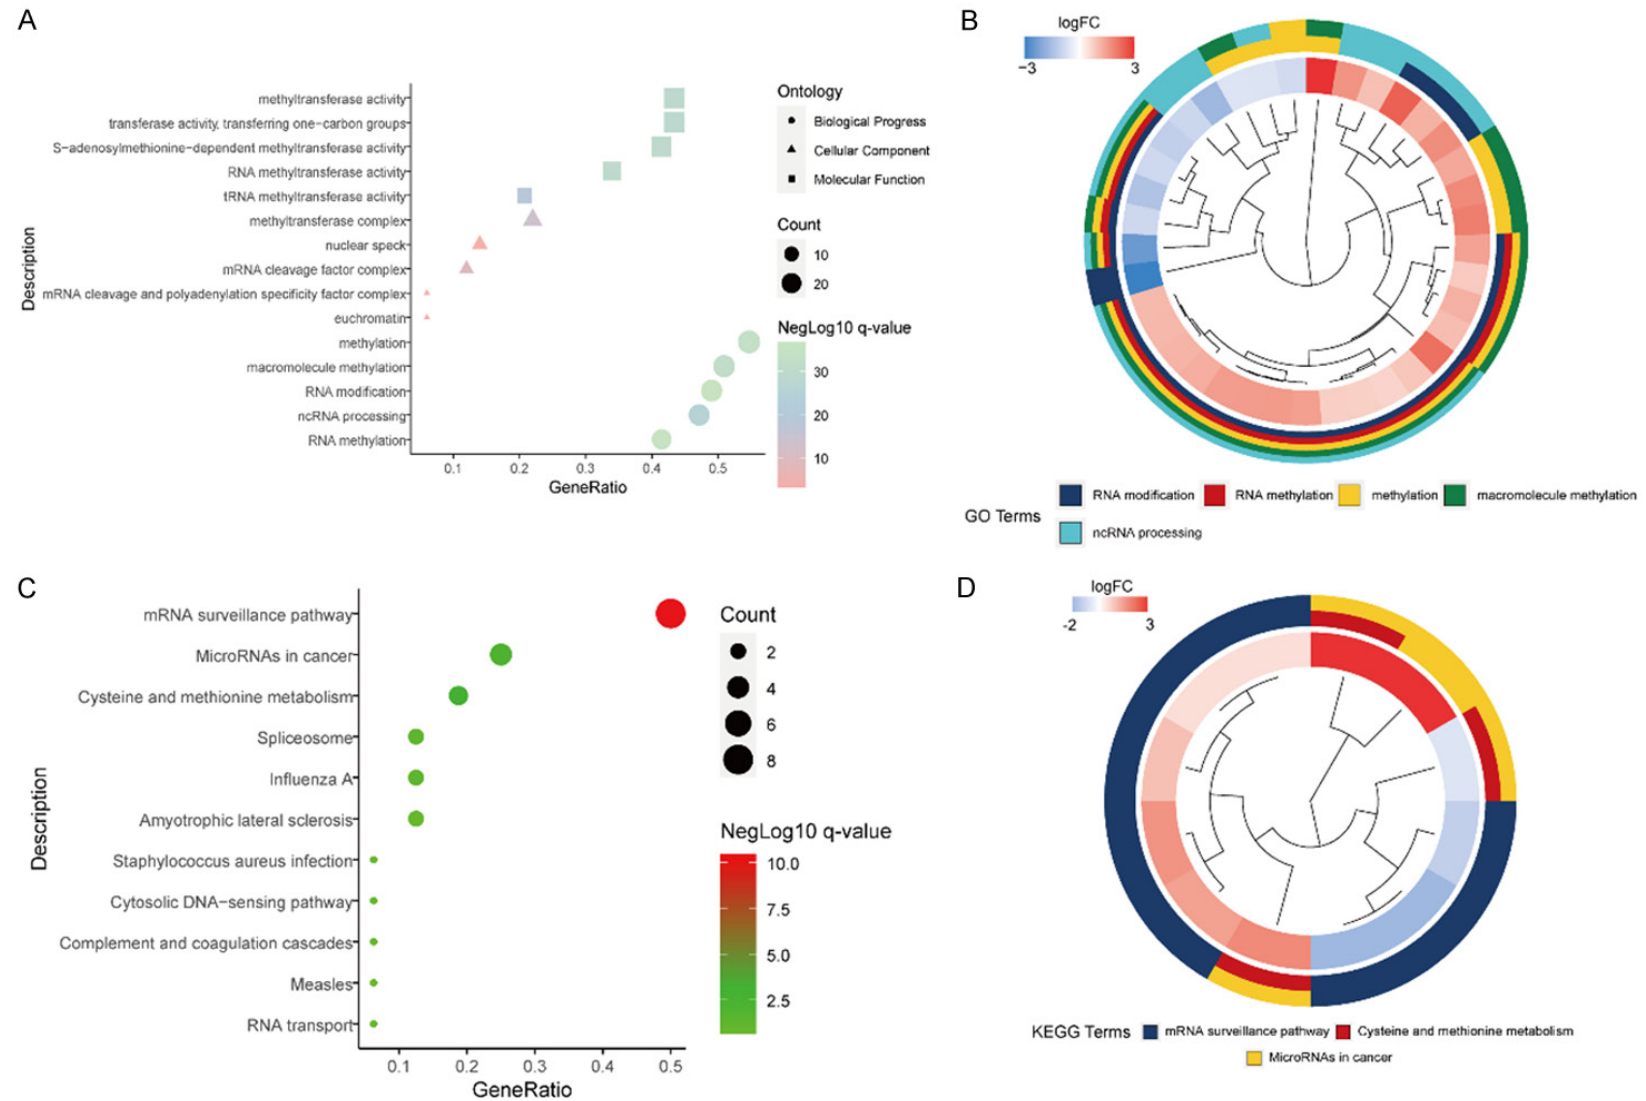 A
methyltransferase activity
transferase activity, transferring one-carbon groups
S-adenosylmethionine-dependent methyltransferase activity
RNA methyltransferase activity
tRNA methyltransferase activity
methyltransferase complex
nuclear speck
mRNA cleavage factor complex
mRNA cleavage and polyadenylation specificity factor complex
euchromatin
methylation
macromolecule methylation
RNA modification
ncRNA processing
RNA methylation
Description
0.1 0.2 0.3 0.4 0.5
GeneRatio
Ontology
Biological Progress
Cellular Component
Molecular Function
Count
10
20
NegLog10 q-value
30
20
10
B
logFC
-3 3
GO Terms
RNA modification RNA methylation methylation macromolecule methylation
ncRNA processing
C
mRNA surveillance pathway
MicroRNAs in cancer
Cysteine and methionine metabolism
Spliceosome
Influenza A
Amyotrophic lateral sclerosis
Staphylococcus aureus infection
Cytosolic DNA-sensing pathway
Complement and coagulation cascades
Measles
RNA transport
Description
0.1 0.2 0.3 0.4 0.5
GeneRatio
Count
2
4
6
8
NegLog10 q-value
10.0
7.5
5.0
2.5
D
logFC
-2 3
KEGG Terms mRNA surveillance pathway Cysteine and methionine metabolism
MicroRNAs in cancer